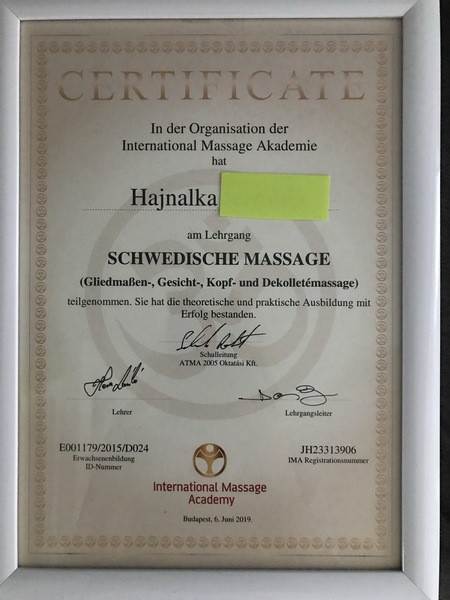 CERTIFICATE
In der Organisation der
International Massage Akademie
hat
Hajnalka
am Lehrgang
SCHWEDISCHE MASSAGE
(Gliedmaßen-, Gesicht-, Kopf- und Dekolletémassage)
teilgenommen. Sie hat die theoretische und praktische Ausbildung mit
Erfolg bestanden.
Schulleitung
ATMA 2005 Oktatási Kft.
Lehrer
Lehrgangsleiter
E001179/2015/D024
Erwachsenenbildung
ID-Nummer
JH23313906
IMA Registrationsnummer
International Massage
Academy
Budapest, 6. Juni 2019.